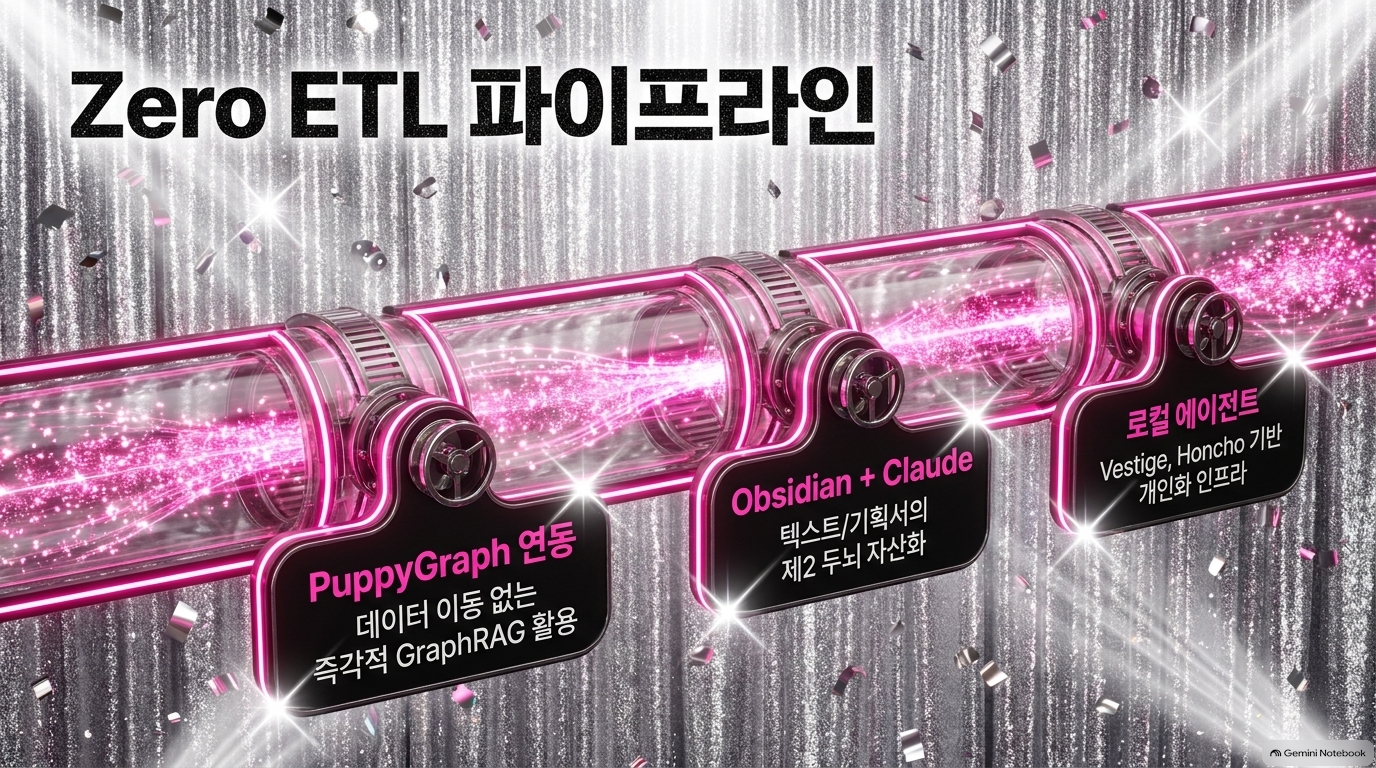 Zero ETL 파이프라인
PuppyGraph 연동
데이터 이동 없는
즉각적 GraphRAG 활용
Obsidian + Claude
텍스트/기획서의
제2 두뇌 자산화
로컬 에이전트
Vestige, Honcho 기반
개인화 인프라
Gemini Notebook